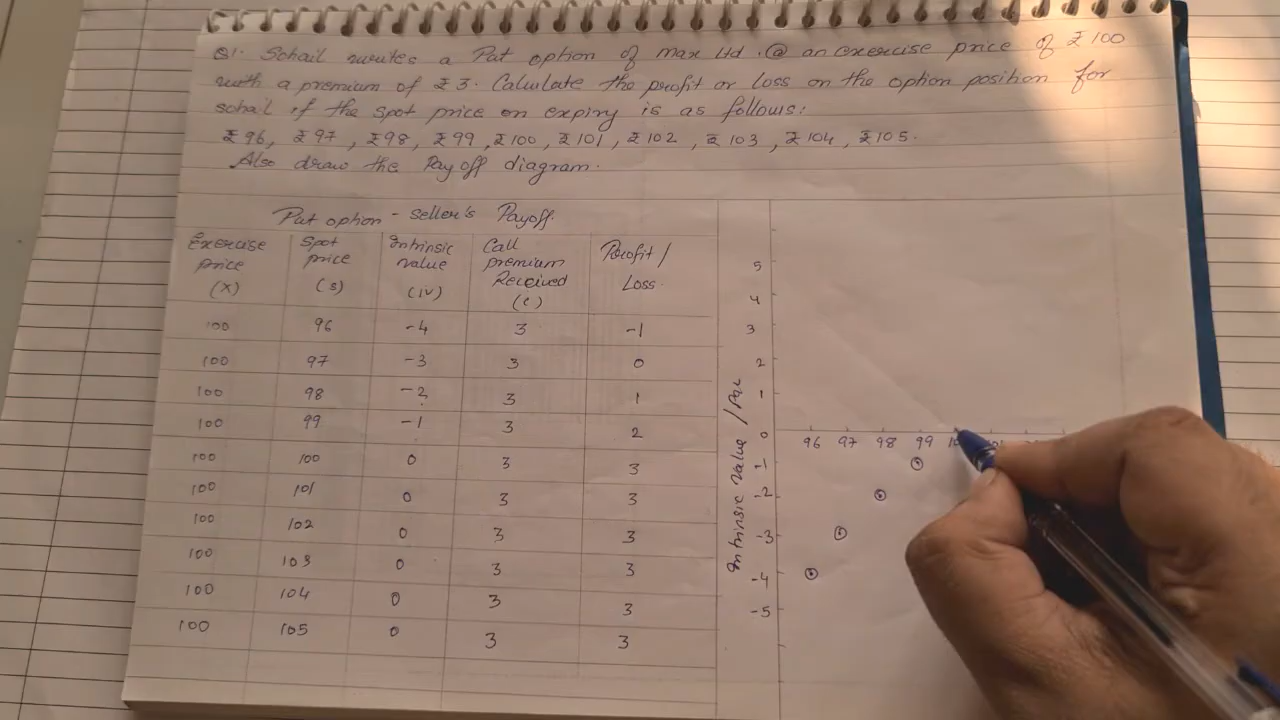 Q1. Sohail writes a Put option of Max Ltd. @ an exercise price of ₹100
with a premium of ₹3. Calculate the profit or loss on the option position for
Sohail if the spot price on expiry is as follows:
₹96, ₹97, ₹98, ₹99, ₹100, ₹101, ₹102, ₹103, ₹104, ₹105.
Also draw the Payoff diagram.
Put option - Seller's Payoff.
Exercise price (X) Spot price (S) Intrinsic value (IV) Call premium Received (C) Profit / Loss.
100 96 -4 3 -1
100 97 -3 3 0
100 98 -2 3 1
100 99 -1 3 2
100 100 0 3 3
100 101 0 3 3
100 102 0 3 3
100 103 0 3 3
100 104 0 3 3
100 105 0 3 3
Intrinsic Value /
5
4
3
2
1
0
-1
-2
-3
-4
-5
96 97 98 99